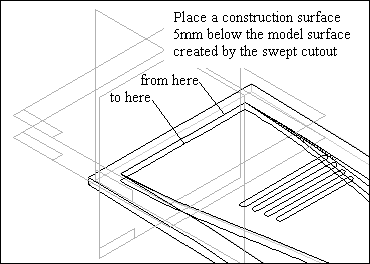 Place a construction surface
5mm below the model surface
created by the swept cutout
from here
to here